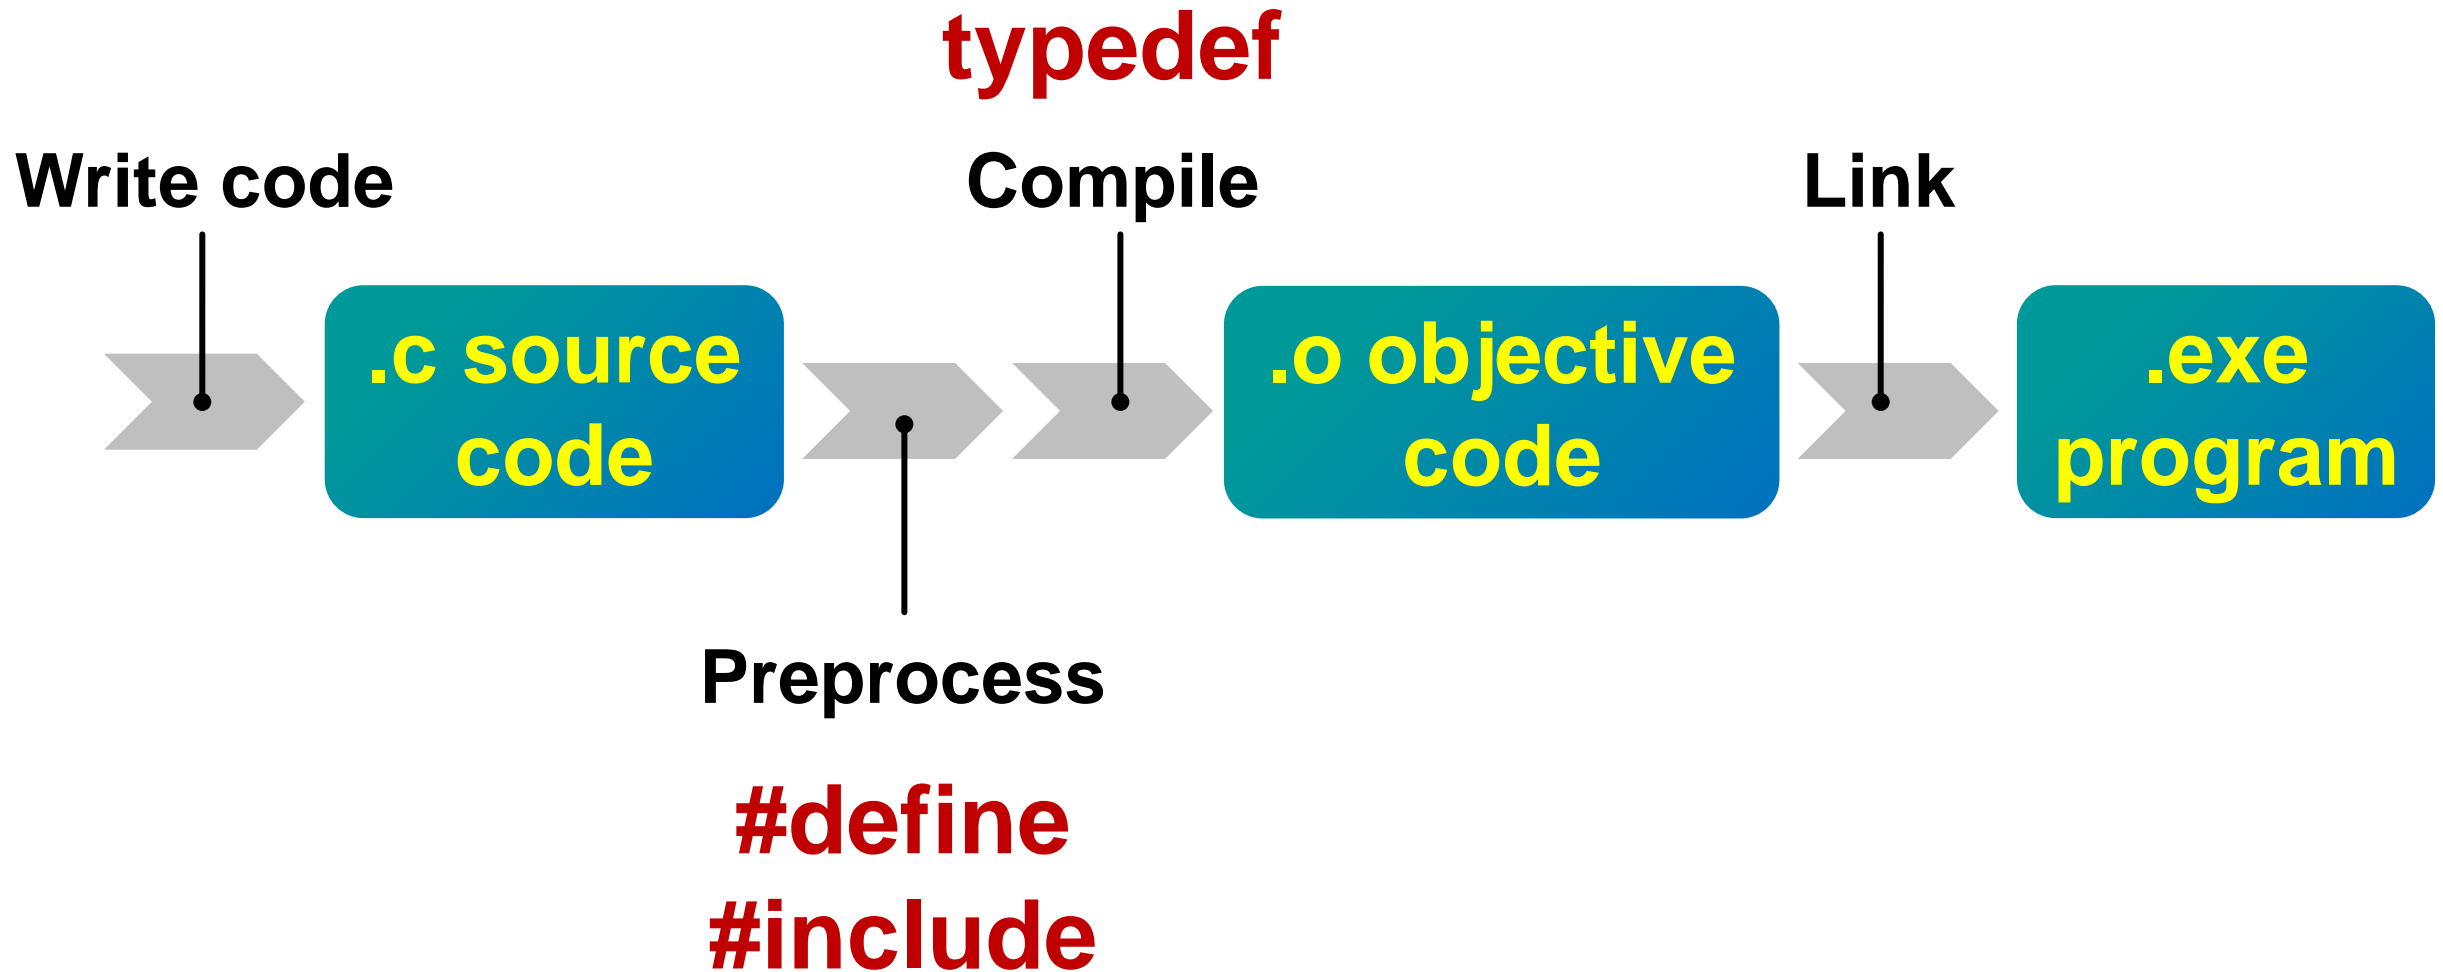 typedef
Write code
Compile
Link
.c source
code
.o objective
code
.exe
program
Preprocess
#define
#include